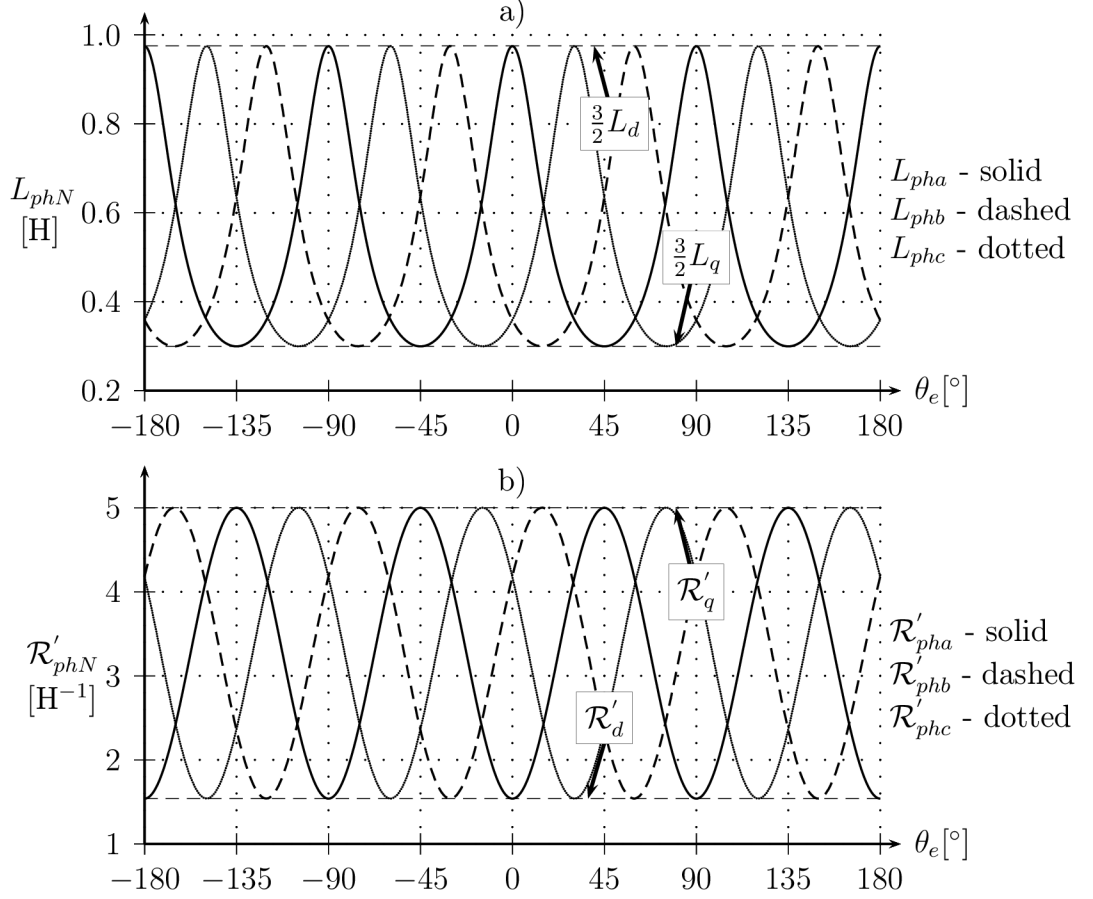 a)
1.0
0.8
0.6
0.4
0.2
L_phN
[H]
3/2 L_d
3/2 L_q
L_pha - solid
L_phb - dashed
L_phc - dotted
−180 −135 −90 −45 0 45 90 135 180
θ_e[°]
b)
5
4
3
2
1
ℛ'_phN
[H⁻¹]
ℛ'_q
ℛ'_d
ℛ'_pha - solid
ℛ'_phb - dashed
ℛ'_phc - dotted
−180 −135 −90 −45 0 45 90 135 180
θ_e[°]